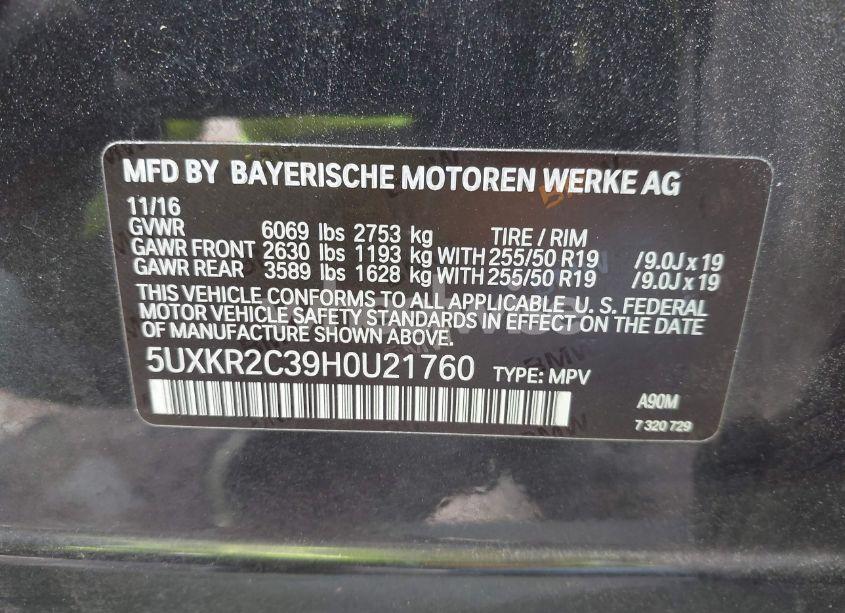 MFD BY BAYERISCHE MOTOREN WERKE AG
11/16
GVWR 6069 lbs 2753 kg TIRE / RIM
GAWR FRONT 2630 lbs 1193 kg WITH 255/50 R19 /9.0J x 19
GAWR REAR 3589 lbs 1628 kg WITH 255/50 R19 /9.0J x 19
THIS VEHICLE CONFORMS TO ALL APPLICABLE U. S. FEDERAL
MOTOR VEHICLE SAFETY STANDARDS IN EFFECT ON THE DATE
OF MANUFACTURE SHOWN ABOVE.
5UXKR2C39H0U21760 TYPE: MPV
A90M
7 320 729